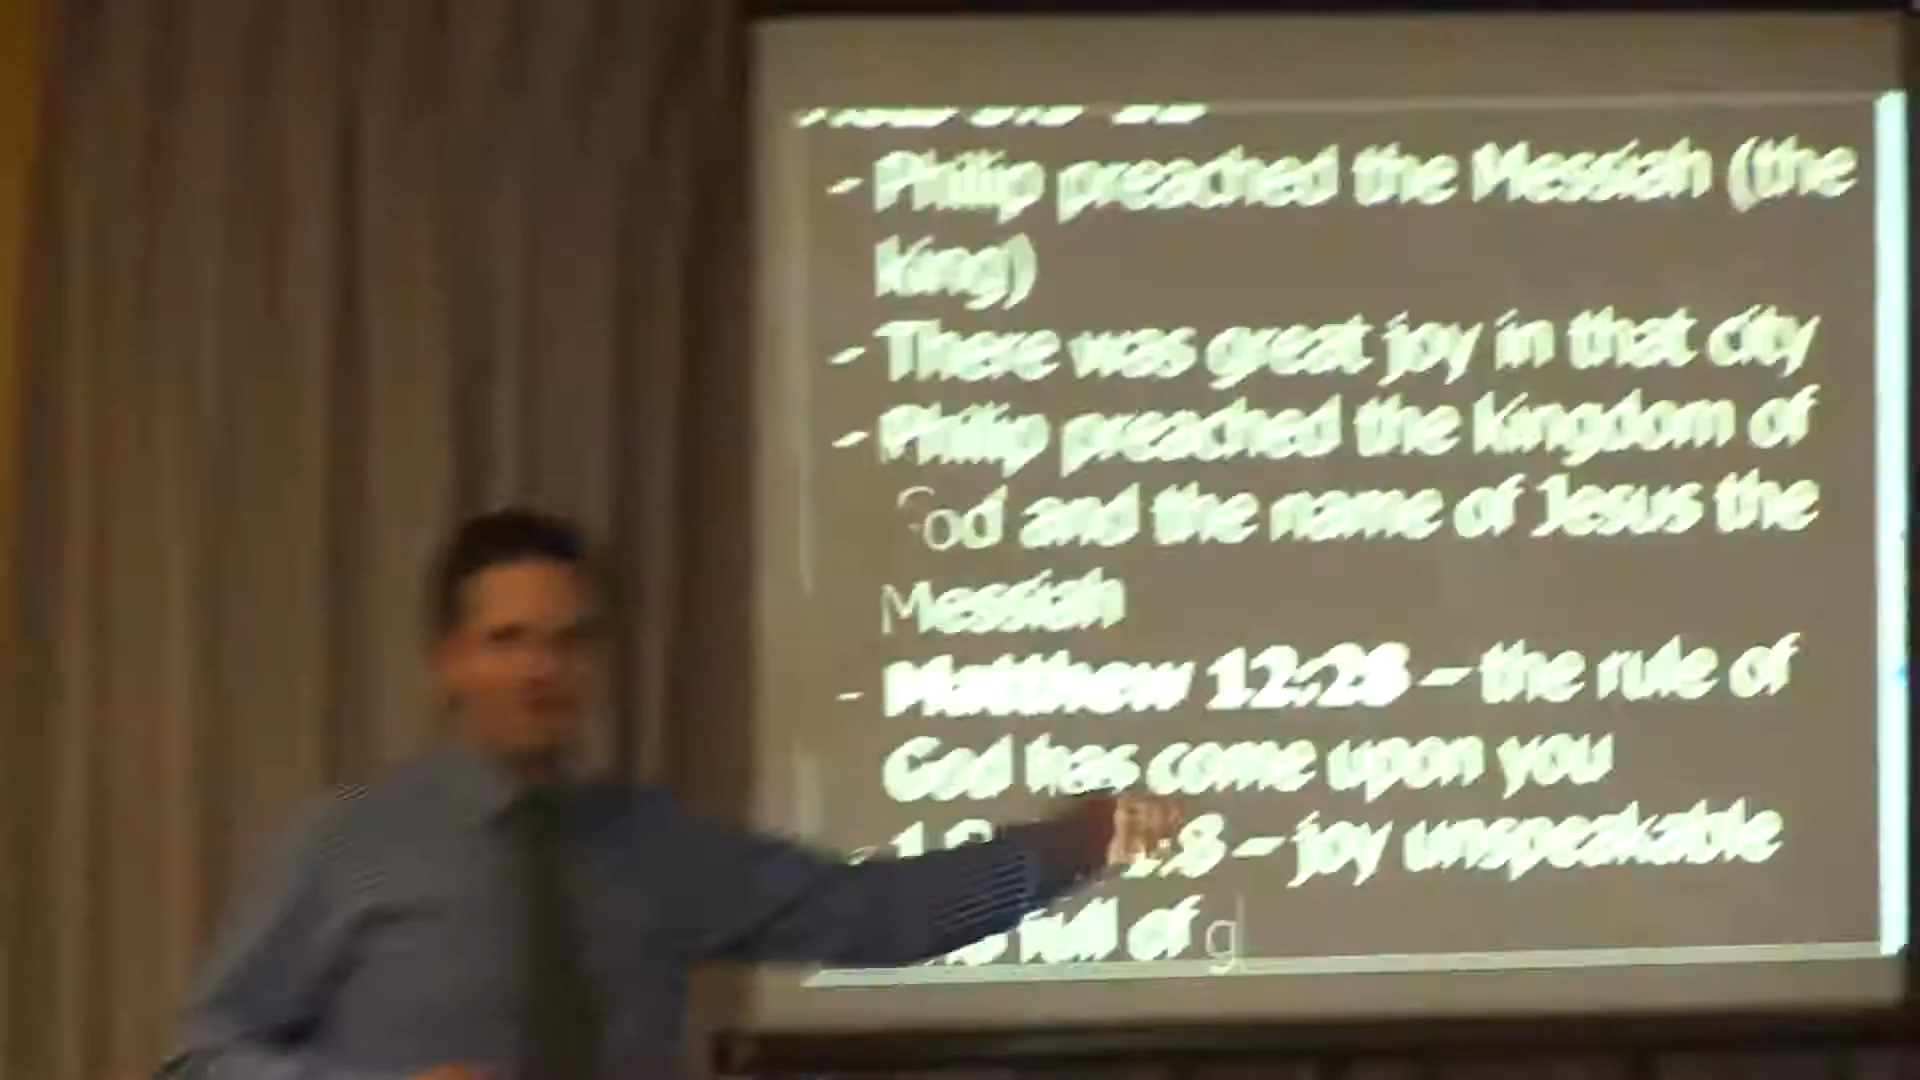 - Philip preached the Messiah (the
king)
- There was great joy in that city
- Philip preached the kingdom of
God and the name of Jesus the
Messiah
- Matthew 12:28 – the rule of
God has come upon you
:8 – joy unspeakable
full of g